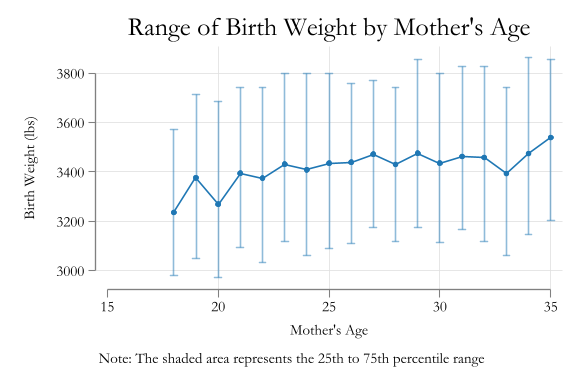 Range of Birth Weight by Mother's Age
Birth Weight (lbs)
3800
3600
3400
3200
3000
15 20 25 30 35
Mother's Age
Note: The shaded area represents the 25th to 75th percentile range